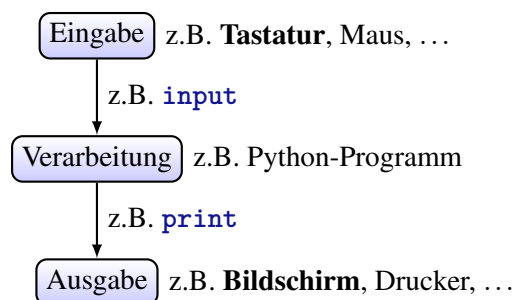 Eingabe z.B. Tastatur, Maus, ...
z.B. input
Verarbeitung z.B. Python-Programm
z.B. print
Ausgabe z.B. Bildschirm, Drucker, ...